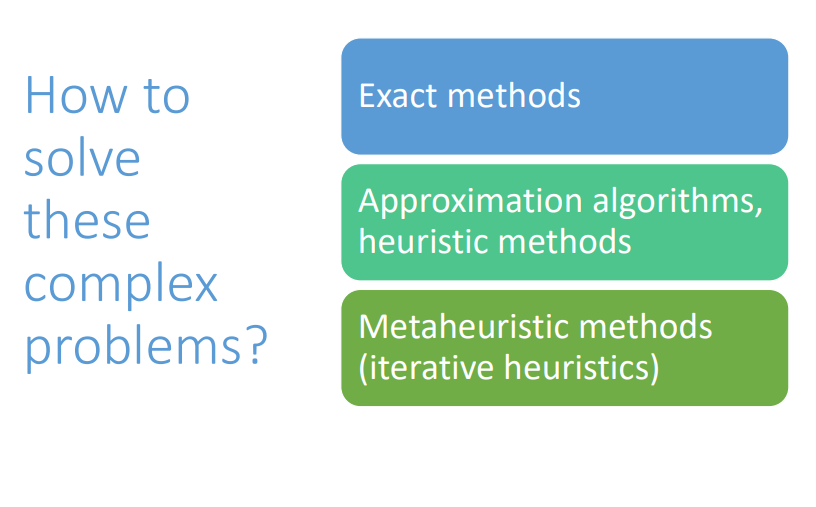 How to
solve
these
complex
problems?
Exact methods
Approximation algorithms,
heuristic methods
Metaheuristic methods
(iterative heuristics)